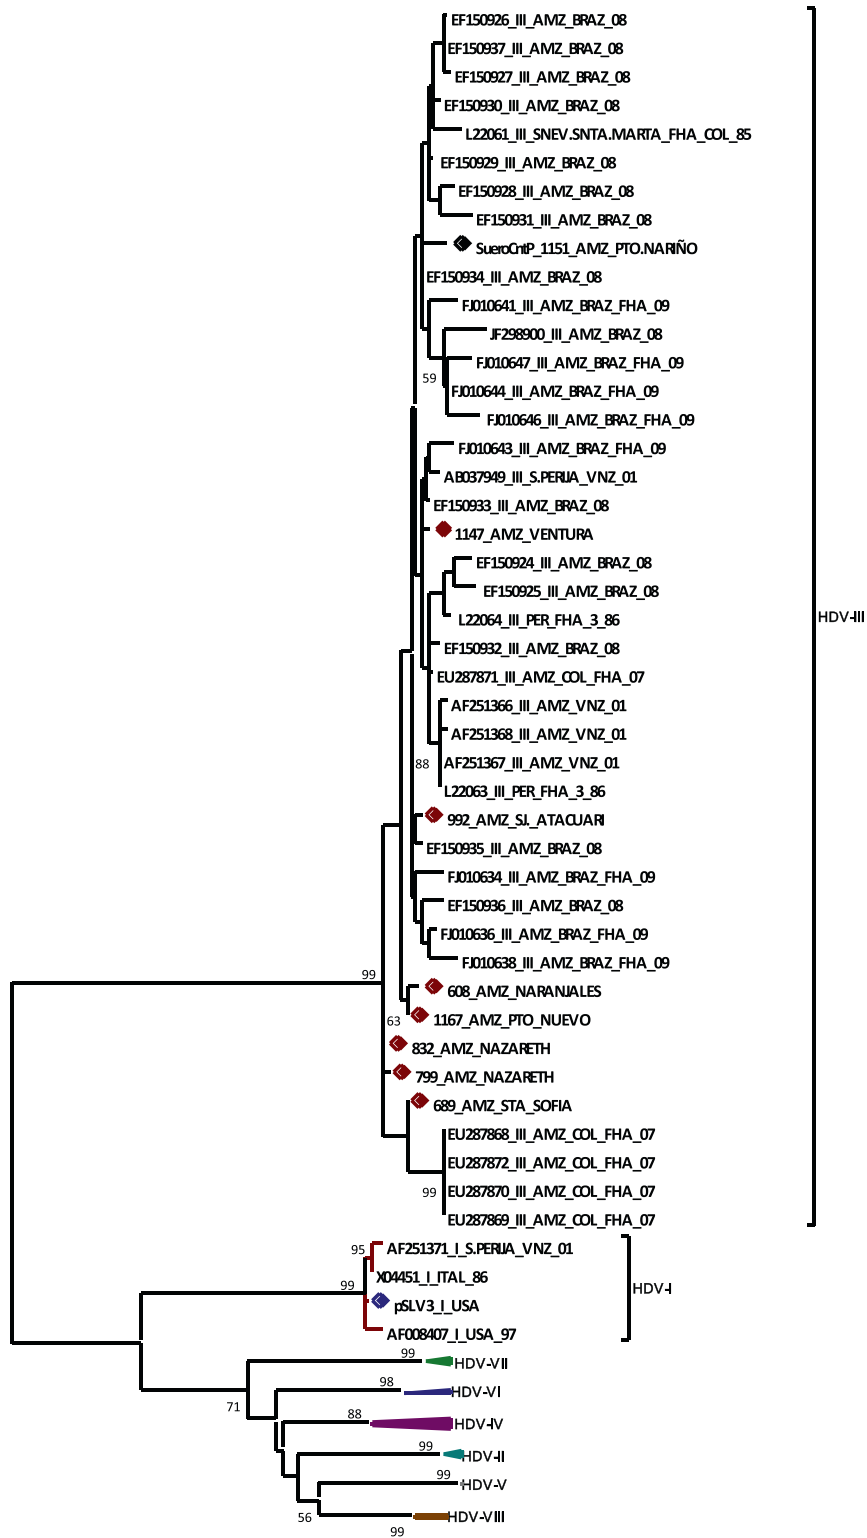 EF150926_III_AMZ_BRAZ_08
EF150937_III_AMZ_BRAZ_08
EF150927_III_AMZ_BRAZ_08
EF150930_III_AMZ_BRAZ_08
L22061_III_SNEV.SNTA.MARTA_FHA_COL_85
EF150929_III_AMZ_BRAZ_08
EF150928_III_AMZ_BRAZ_08
EF150931_III_AMZ_BRAZ_08
SueroCntP_1151_AMZ_PTO.NARIÑO
EF150934_III_AMZ_BRAZ_08
FJ010641_III_AMZ_BRAZ_FHA_09
JF298900_III_AMZ_BRAZ_08
FJ010647_III_AMZ_BRAZ_FHA_09
59
FJ010644_III_AMZ_BRAZ_FHA_09
FJ010646_III_AMZ_BRAZ_FHA_09
FJ010643_III_AMZ_BRAZ_FHA_09
AB037949_III_S.PERIJA_VNZ_01
EF150933_III_AMZ_BRAZ_08
1147_AMZ_VENTURA
EF150924_III_AMZ_BRAZ_08
EF150925_III_AMZ_BRAZ_08
HDV-III
L22064_III_PER_FHA_3_86
EF150932_III_AMZ_BRAZ_08
EU287871_III_AMZ_COL_FHA_07
AF251366_III_AMZ_VNZ_01
AF251368_III_AMZ_VNZ_01
88
AF251367_III_AMZ_VNZ_01
L22063_III_PER_FHA_3_86
992_AMZ_SJ._ATACUARI
EF150935_III_AMZ_BRAZ_08
FJ010634_III_AMZ_BRAZ_FHA_09
EF150936_III_AMZ_BRAZ_08
FJ010636_III_AMZ_BRAZ_FHA_09
FJ010638_III_AMZ_BRAZ_FHA_09
99
608_AMZ_NARANJALES
63
1167_AMZ_PTO_NUEVO
832_AMZ_NAZARETH
799_AMZ_NAZARETH
689_AMZ_STA_SOFIA
EU287868_III_AMZ_COL_FHA_07
EU287872_III_AMZ_COL_FHA_07
99
EU287870_III_AMZ_COL_FHA_07
EU287869_III_AMZ_COL_FHA_07
95
AF251371_I_S.PERIJA_VNZ_01
X04451_I_ITAL_86
99
HDV-I
pSLV3_I_USA
AF008407_I_USA_97
99
HDV-VII
98
HDV-VI
71
88
HDV-IV
99
HDV-II
99
HDV-V
56
HDV-VIII
99